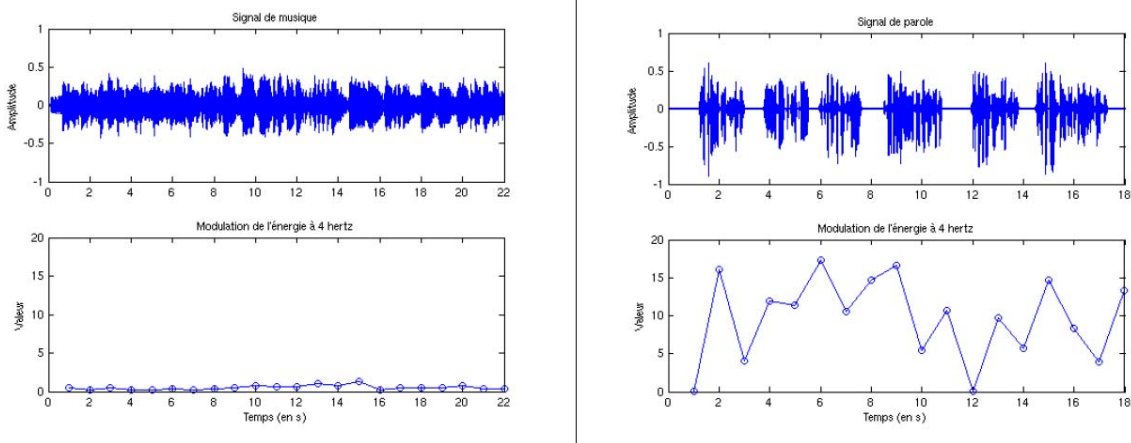 Signal de musique
1
0.5
0
-0.5
-1
Amplitude
0 2 4 6 8 10 12 14 16 18 20 22
Modulation de l'énergie à 4 hertz
20
15
10
5
0
Valeur
0 2 4 6 8 10 12 14 16 18 20 22
Temps (en s)
Signal de parole
1
0.5
0
-0.5
-1
Amplitude
0 2 4 6 8 10 12 14 16 18
Modulation de l'énergie à 4 hertz
20
15
10
5
0
Valeur
0 2 4 6 8 10 12 14 16 18
Temps (en s)